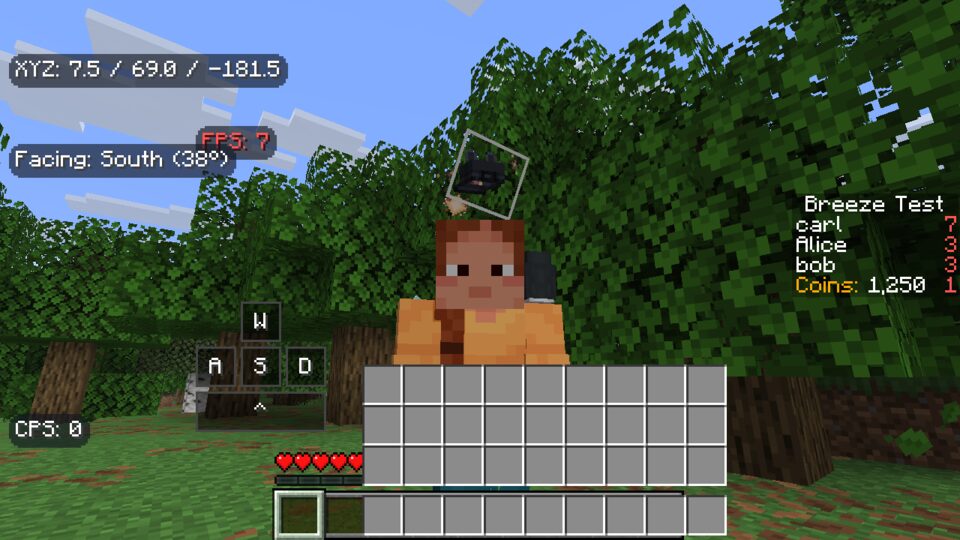 XYZ: 7.5 / 69.0 / -181.5
FPS: 7
Facing: South (38°)
Breeze Test
carl 7
Alice 3
bob 3
Coins: 1,250 1
W
A S D
^
CPS: 0